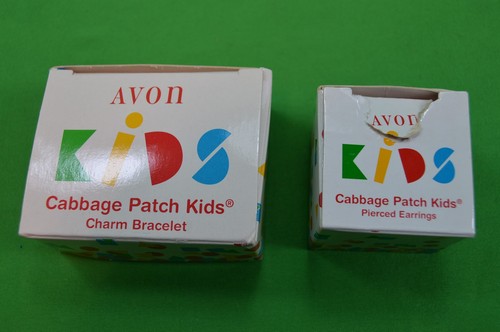 AVON
KiDS
Cabbage Patch Kids®
Charm Bracelet
AVON
KiDS
Cabbage Patch Kids®
Pierced Earrings